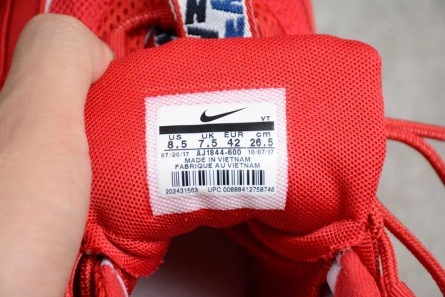 VT
US UK EUR cm
8.5 7.5 42 26.5
07/20/17 AJ1844-600 10/07/17
MADE IN VIETNAM
FABRIQUE AU VIETNAM
202431563 UPC 00888412758746